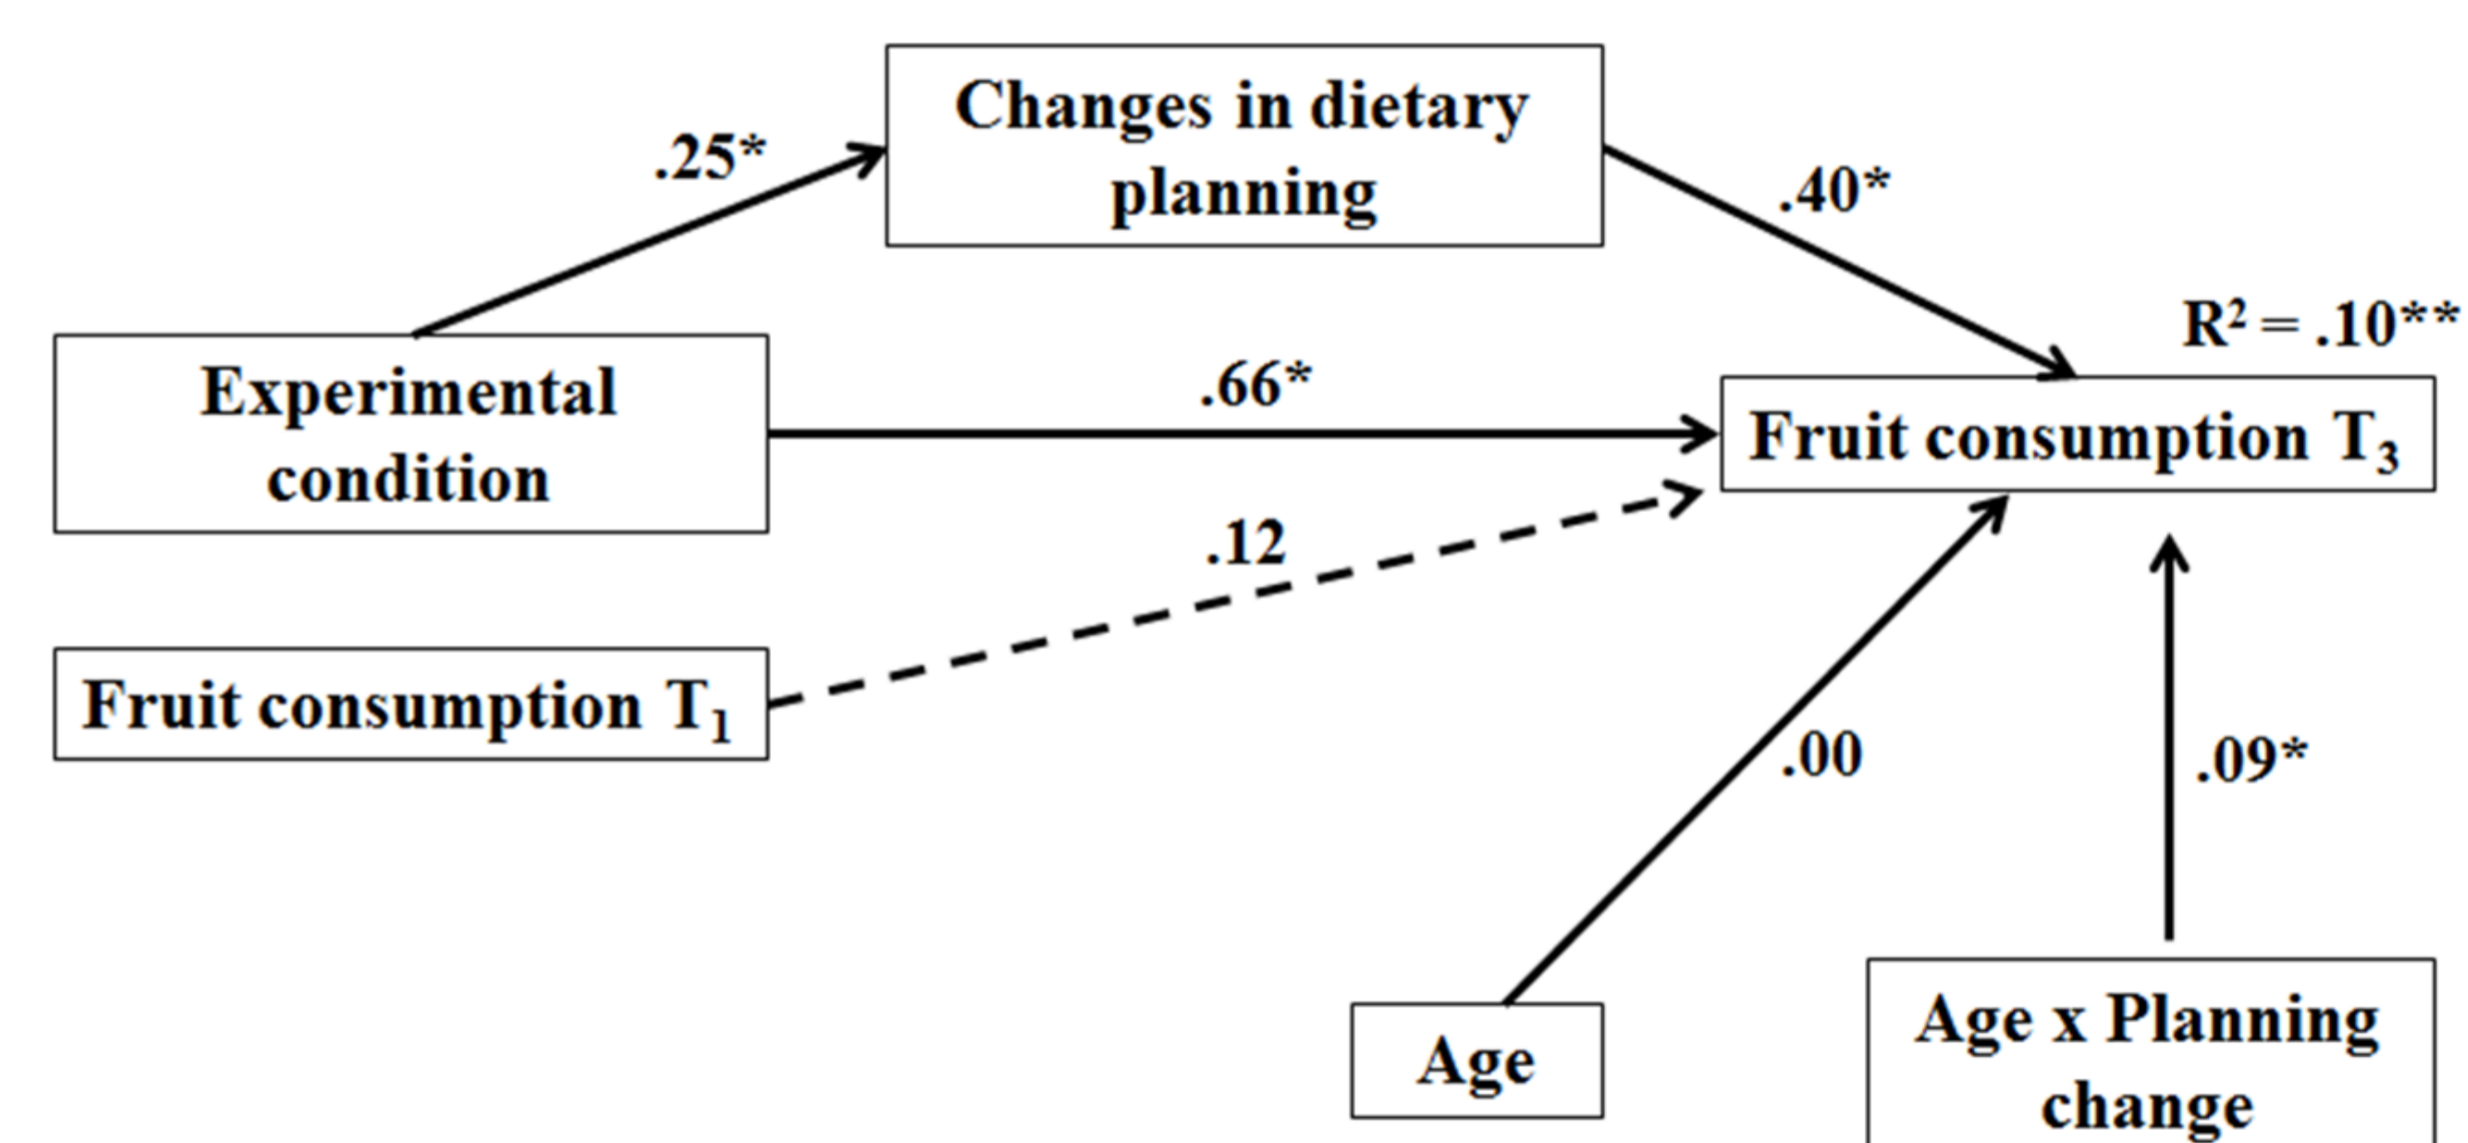 Changes in dietary
planning
.25*
.40*
R² = .10**
Experimental
condition
.66*
Fruit consumption T₃
.12
Fruit consumption T₁
.00
.09*
Age
Age x Planning
change